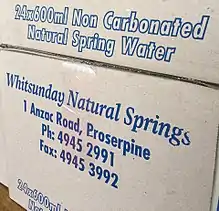 24x600ml Non Carbonated
Natural Spring Water
Whitsunday Natural Springs
1 Anzac Road, Proserpine
Ph: 4945 2991
Fax: 4945 3992
24x600ml Non